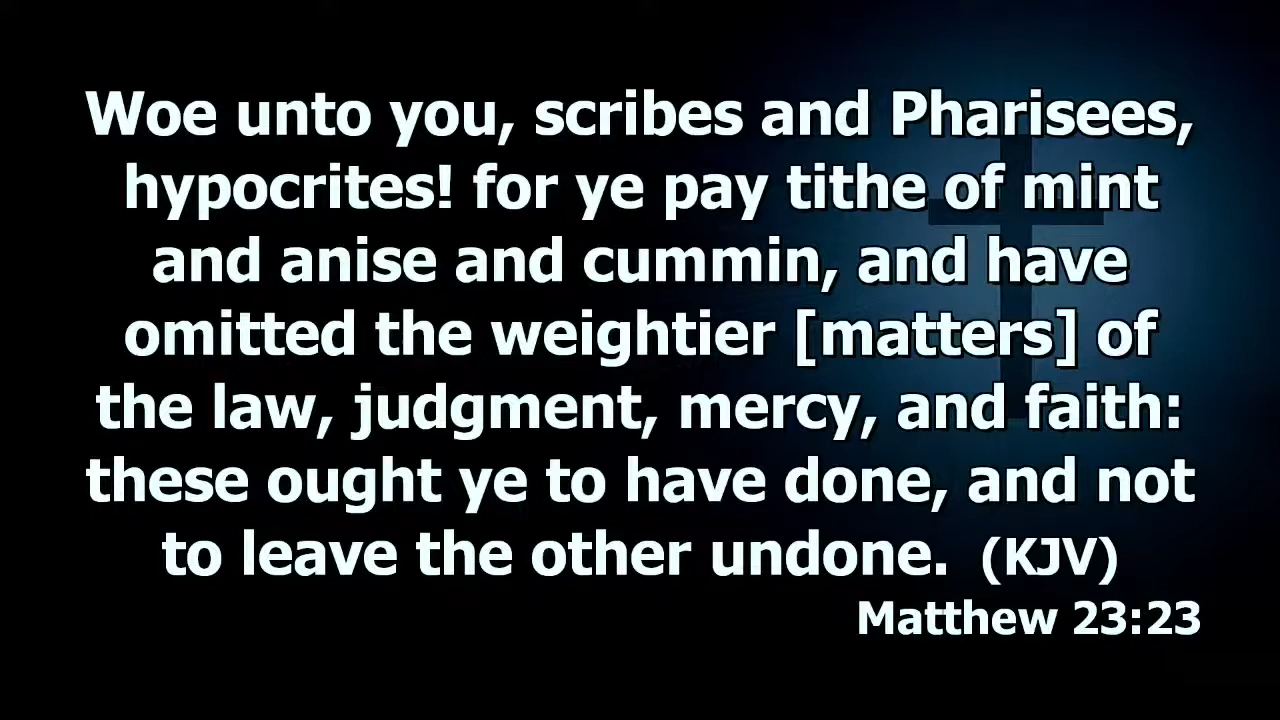 Woe unto you, scribes and Pharisees,
hypocrites! for ye pay tithe of mint
and anise and cummin, and have
omitted the weightier [matters] of
the law, judgment, mercy, and faith:
these ought ye to have done, and not
to leave the other undone.  (KJV)
Matthew 23:23